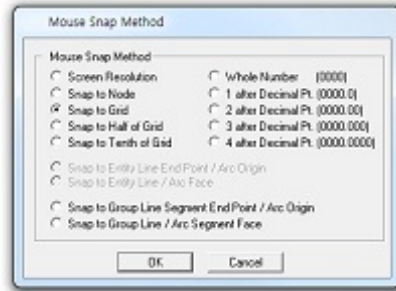 Mouse Snap Method
Mouse Snap Method
Screen Resolution
Snap to Node
Snap to Grid
Snap to Half of Grid
Snap to Tenth of Grid
Whole Number (0000)
1 after Decimal Pt. (0000.0)
2 after Decimal Pt. (0000.00)
3 after Decimal Pt. (0000.000)
4 after Decimal Pt. (0000.0000)
Snap to Entity Line End Point / Arc Origin
Snap to Entity Line / Arc Face
Snap to Group Line Segment End Point / Arc Origin
Snap to Group Line / Arc Segment Face
OK
Cancel